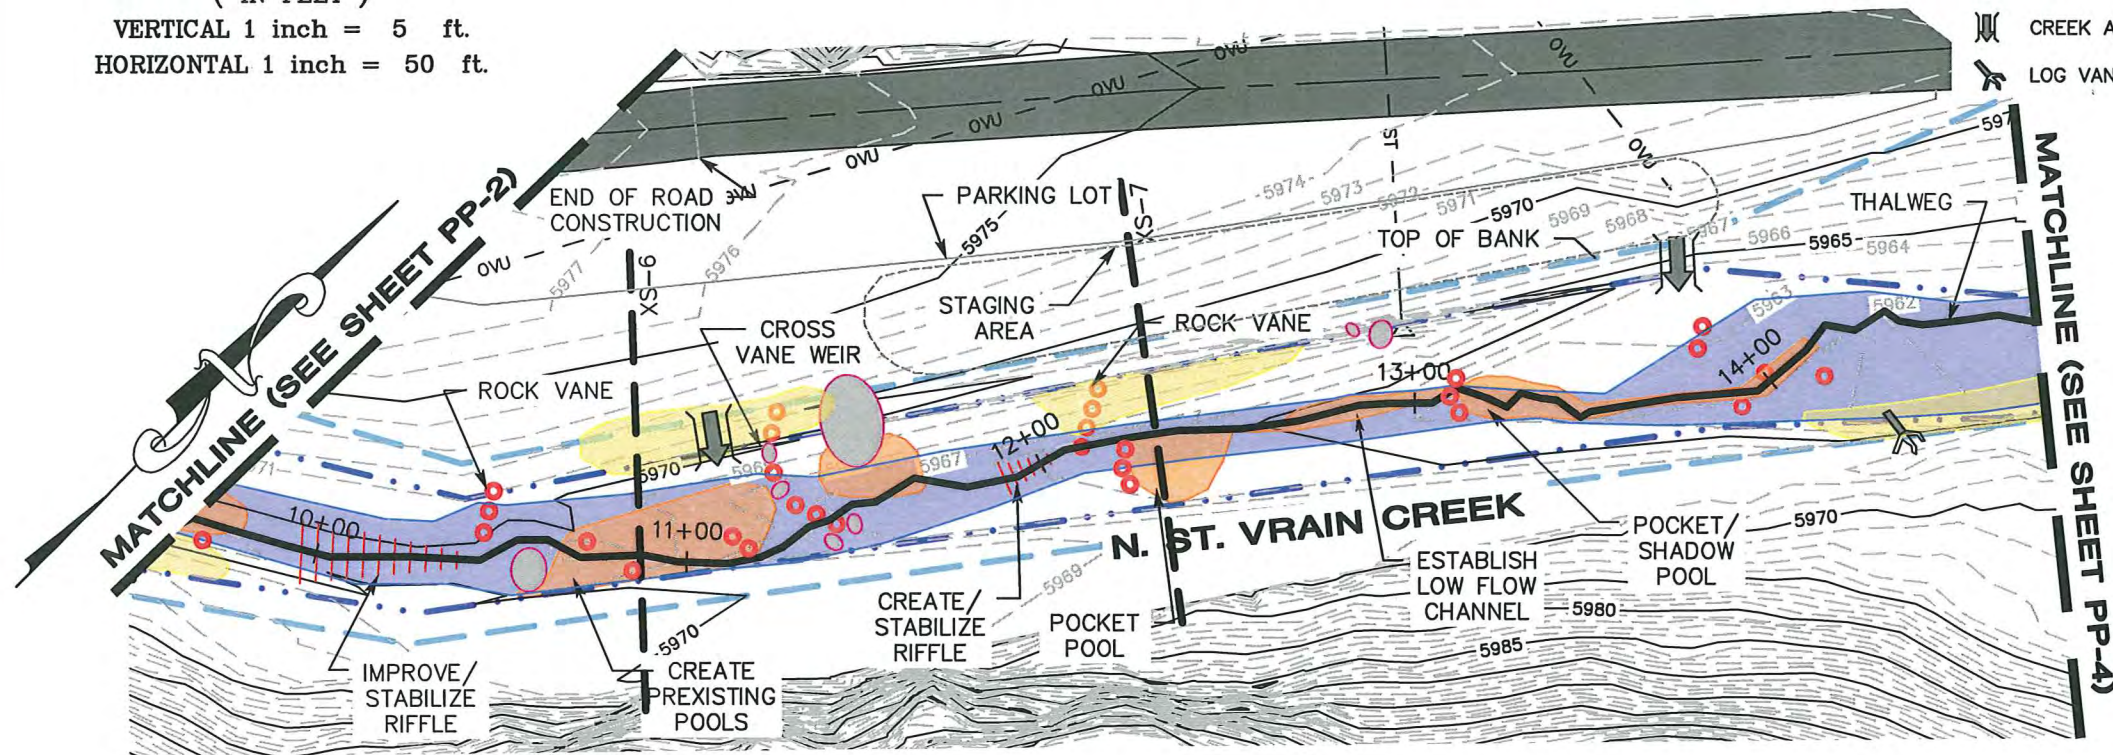 ( IN FEET )
VERTICAL 1 inch = 5 ft.
HORIZONTAL 1 inch = 50 ft.
CREEK A
LOG VAN
MATCHLINE (SEE SHEET PP-2)
MATCHLINE (SEE SHEET PP-4)
END OF ROAD
CONSTRUCTION
PARKING LOT
TOP OF BANK
THALWEG
STAGING
AREA
CROSS
VANE WEIR
ROCK VANE
ROCK VANE
OVU
OVU
OVU
OVU
OVU
OVU
OVU
ST
XS-6
XS-7
5977
5976
5975
5974
5973
5972
5971
5970
5969
5968
5967
5966
5965
5964
5963
5962
597
5970
5967
10+00
11+00
12+00
13+00
14+00
N. ST. VRAIN CREEK
IMPROVE/
STABILIZE
RIFFLE
CREATE
PREXISTING
POOLS
CREATE/
STABILIZE
RIFFLE
POCKET
POOL
ESTABLISH
LOW FLOW
CHANNEL
POCKET/
SHADOW
POOL
5969
5970
5970
5980
5985